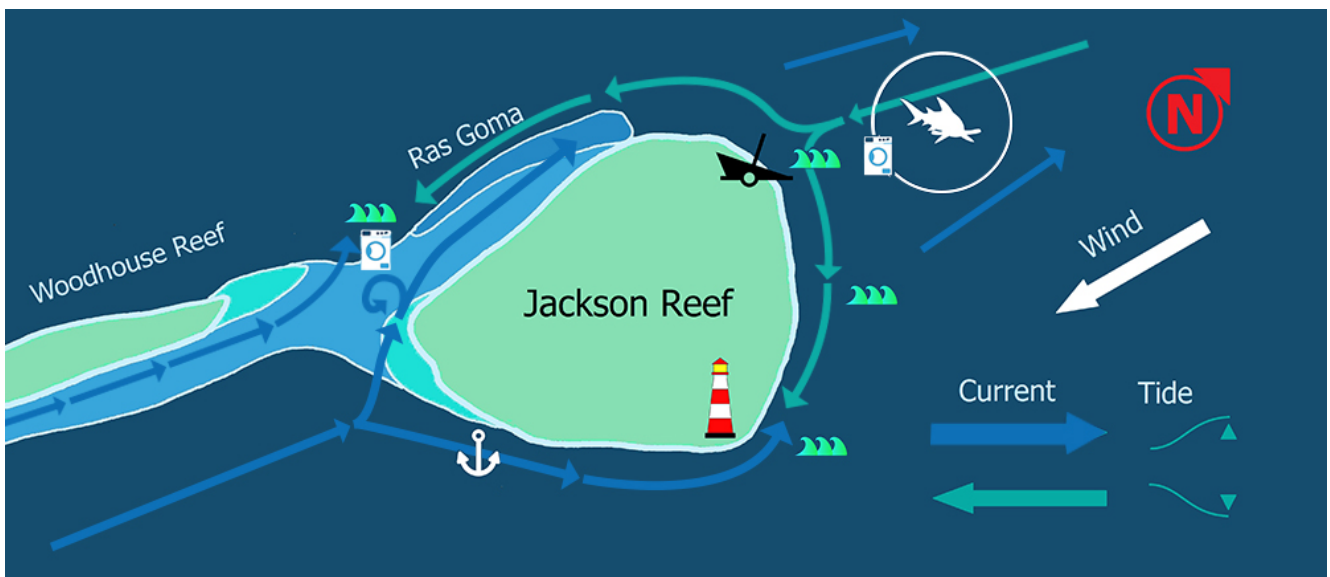 Ras Goma
N
Woodhouse Reef
Wind
Jackson Reef
Current
Tide